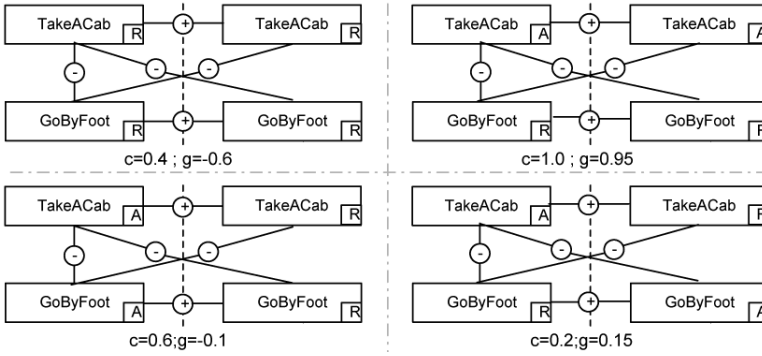 TakeACab
R
+
TakeACab
R
-
-
-
GoByFoot
R
+
GoByFoot
R
c=0.4 ; g=-0.6
TakeACab
A
+
TakeACab
A
-
-
-
GoByFoot
R
+
GoByFoot
c=1.0 ; g=0.95
TakeACab
A
+
TakeACab
R
-
-
-
GoByFoot
A
+
GoByFoot
R
c=0.6;g=-0.1
TakeACab
A
+
TakeACab
-
-
-
GoByFoot
R
+
GoByFoot
A
c=0.2;g=0.15